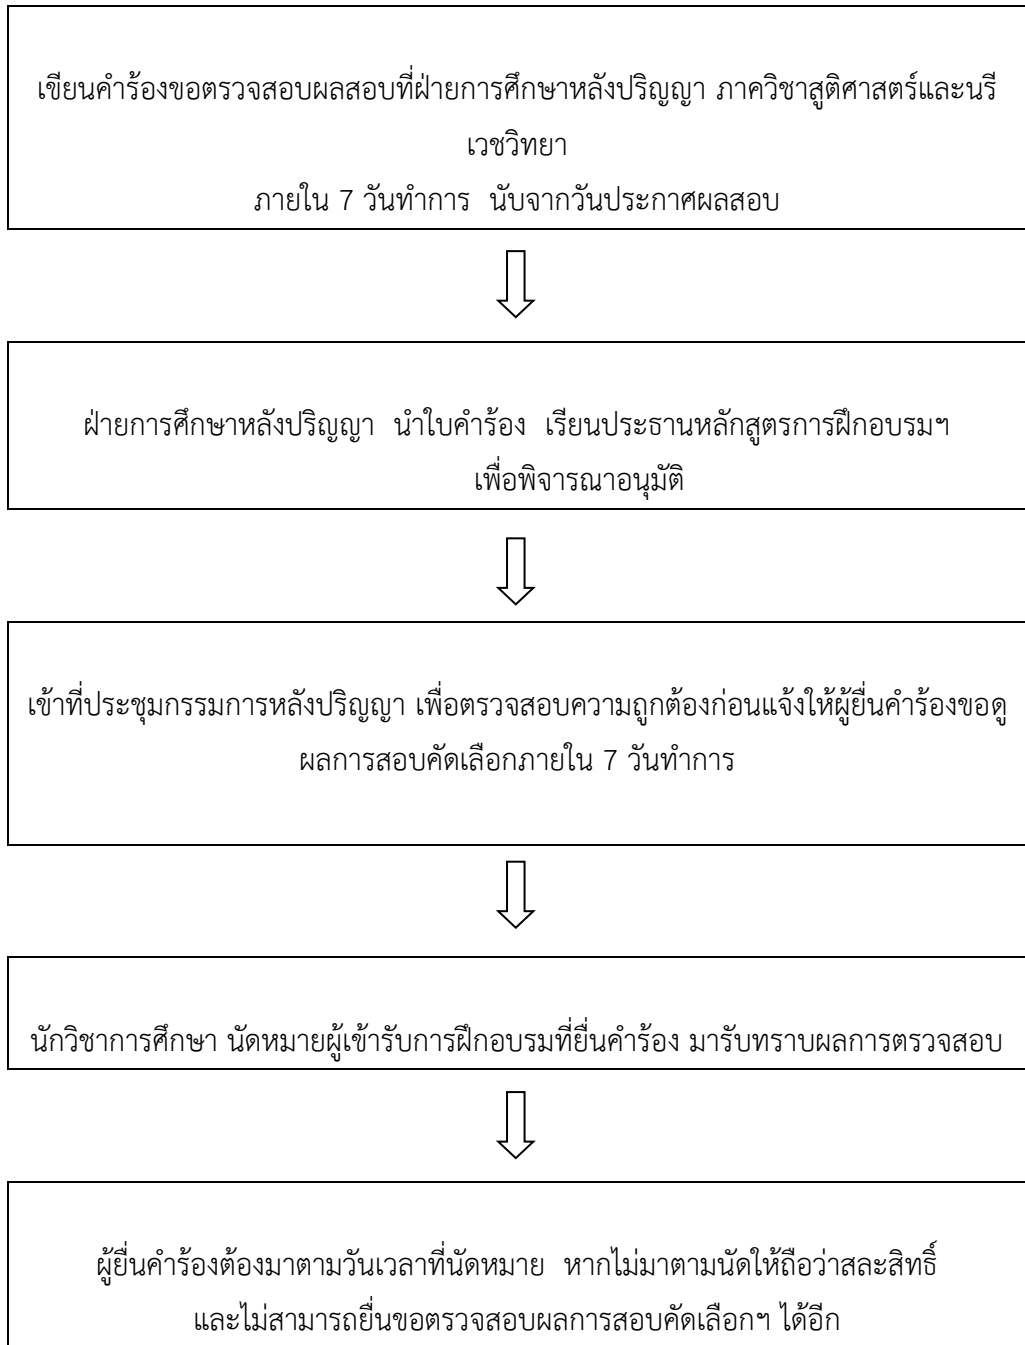 เขียนคำร้องขอตรวจสอบผลสอบที่ฝ่ายการศึกษาหลังปริญญา ภาควิชาสูติศาสตร์และนรี
เวชวิทยา
ภายใน 7 วันทำการ นับจากวันประกาศผลสอบ
ฝ่ายการศึกษาหลังปริญญา นำใบคำร้อง เรียนประธานหลักสูตรการฝึกอบรมฯ
เพื่อพิจารณาอนุมัติ
เข้าที่ประชุมกรรมการหลังปริญญา เพื่อตรวจสอบความถูกต้องก่อนแจ้งให้ผู้ยื่นคำร้องขอดู
ผลการสอบคัดเลือกภายใน 7 วันทำการ
นักวิชาการศึกษา นัดหมายผู้เข้ารับการฝึกอบรมที่ยื่นคำร้อง มารับทราบผลการตรวจสอบ
ผู้ยื่นคำร้องต้องมาตามวันเวลาที่นัดหมาย หากไม่มาตามนัดให้ถือว่าสละสิทธิ์
และไม่สามารถยื่นขอตรวจสอบผลการสอบคัดเลือกฯ ได้อีก